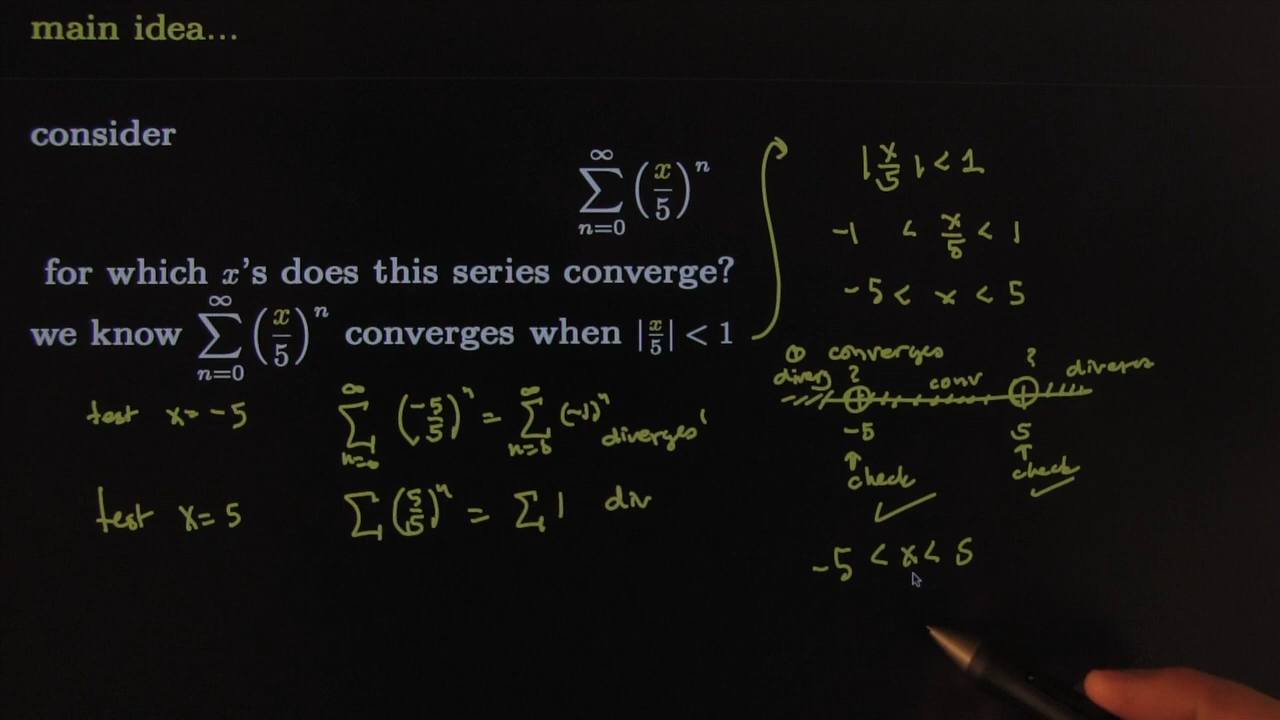 main idea...
consider
∞
∑ (x/5)^n
n=0
for which x's does this series converge?
we know ∞∑n=0 (x/5)^n converges when |x/5| < 1
test x = -5 ∞∑n=0 (-5/5)^n = ∞∑n=0 (-1)^n diverges
test x = 5 ∑ (5/5)^n = ∑ 1 div
|x/5| < 1
-1 < x/5 < 1
-5 < x < 5
① converges
diverg ? conv ? diverges
-5 5
↑ ↑
check check
✓ ✓
-5 < x < 5